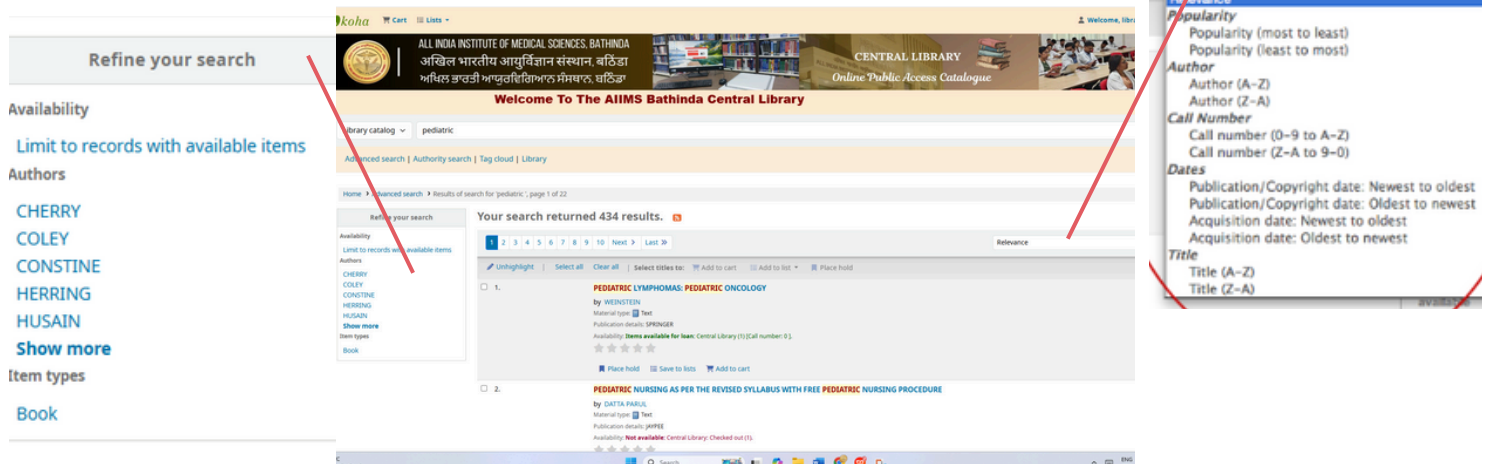 Refine your search
Availability
Limit to records with available items
Authors
CHERRY
COLEY
CONSTINE
HERRING
HUSAIN
Show more
Item types
Book
koha Cart Lists
Welcome, libra
ALL INDIA INSTITUTE OF MEDICAL SCIENCES, BATHINDA
अखिल भारतीय आयुर्विज्ञान संस्थान, बठिंडा
ਅਖਿਲ ਭਾਰਤੀ ਆਯੁਰਵਿਗਿਆਨ ਸੰਸਥਾਨ, ਬਠਿੰਡਾ
CENTRAL LIBRARY
Online Public Access Catalogue
Welcome To The AIIMS Bathinda Central Library
Library catalog pediatric
Advanced search | Authority search | Tag cloud | Library
Home Advanced search Results of search for 'pediatric ', page 1 of 22
Refine your search
Availability
Limit to records with available items
Authors
CHERRY
COLEY
CONSTINE
HERRING
HUSAIN
Show more
Item types
Book
Your search returned 434 results.
1 2 3 4 5 6 7 8 9 10 Next Last
Relevance
Unhighlight | Select all Clear all | Select titles to: Add to cart Add to list Place hold
1. PEDIATRIC LYMPHOMAS: PEDIATRIC ONCOLOGY
by WEINSTEIN
Material type: Text
Publication details: SPRINGER
Availability: Items available for loan: Central Library (1) [Call number: 0 ].
Place hold Save to lists Add to cart
2. PEDIATRIC NURSING AS PER THE REVISED SYLLABUS WITH FREE PEDIATRIC NURSING PROCEDURE
by DATTA PARUL
Material type: Text
Publication details: JAYPEE
Availability: Not available: Central Library: Checked out (1).
Search
ENG
Relevance
Popularity
Popularity (most to least)
Popularity (least to most)
Author
Author (A-Z)
Author (Z-A)
Call Number
Call number (0-9 to A-Z)
Call number (Z-A to 9-0)
Dates
Publication/Copyright date: Newest to oldest
Publication/Copyright date: Oldest to newest
Acquisition date: Newest to oldest
Acquisition date: Oldest to newest
Title
Title (A-Z)
Title (Z-A)
available